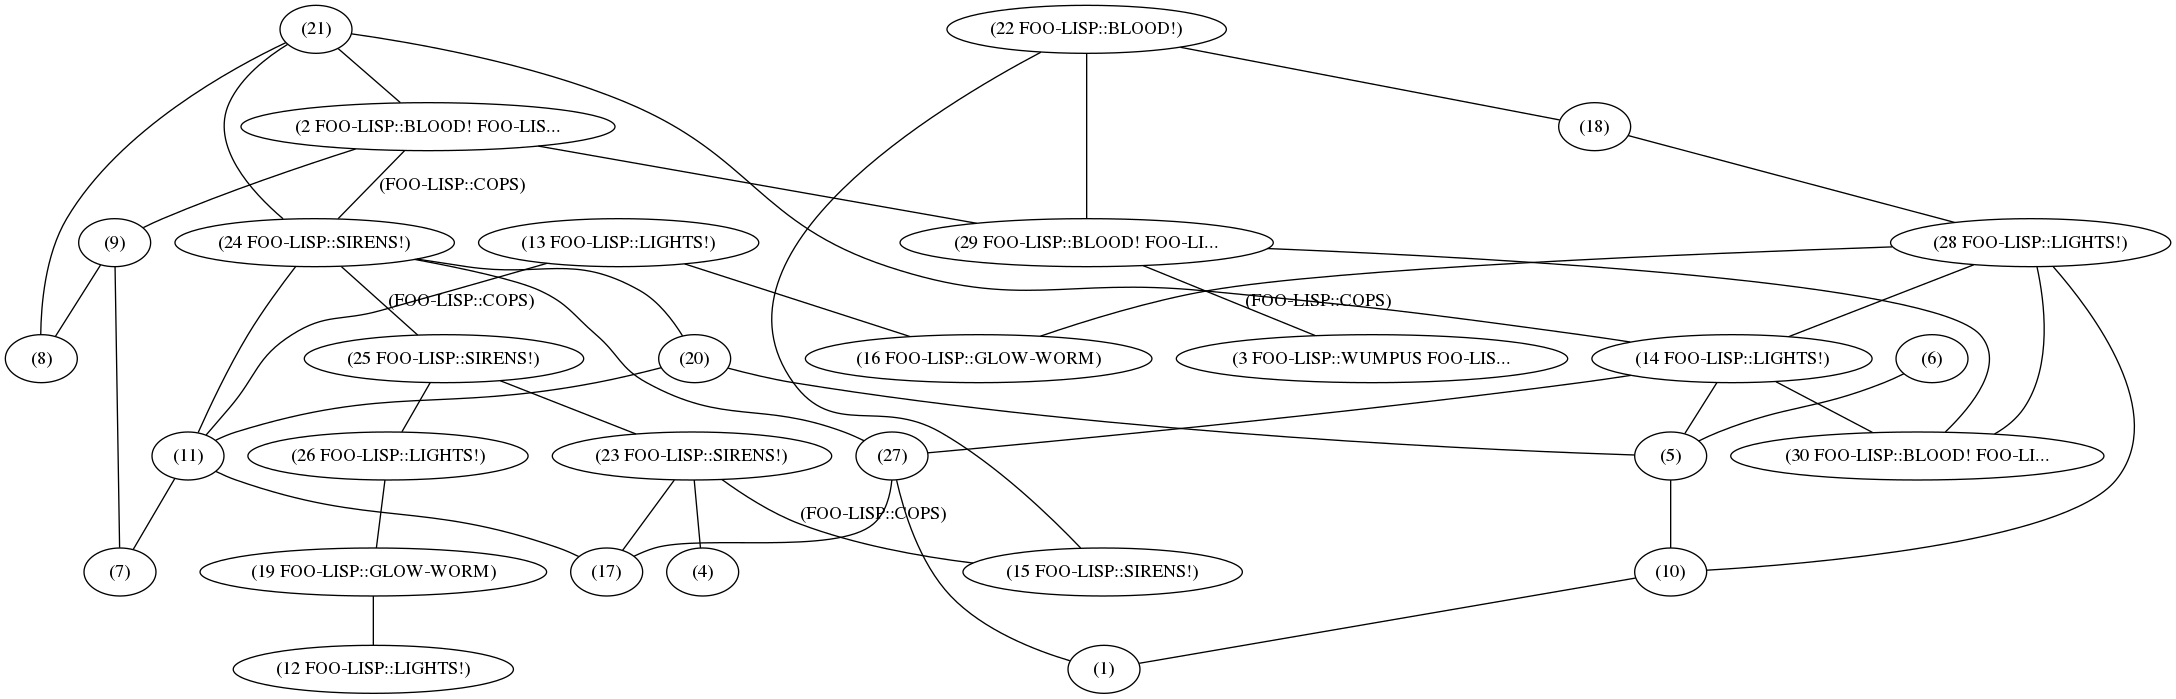 (21)
(22 FOO-LISP::BLOOD!)
(2 FOO-LISP::BLOOD! FOO-LIS...
(18)
(FOO-LISP::COPS)
(9)
(24 FOO-LISP::SIRENS!)
(13 FOO-LISP::LIGHTS!)
(29 FOO-LISP::BLOOD! FOO-LI...
(28 FOO-LISP::LIGHTS!)
(FOO-LISP::COPS)
(FOO-LISP::COPS)
(8)
(25 FOO-LISP::SIRENS!)
(20)
(16 FOO-LISP::GLOW-WORM)
(3 FOO-LISP::WUMPUS FOO-LIS...
(14 FOO-LISP::LIGHTS!)
(6)
(11)
(26 FOO-LISP::LIGHTS!)
(23 FOO-LISP::SIRENS!)
(27)
(5)
(30 FOO-LISP::BLOOD! FOO-LI...
(FOO-LISP::COPS)
(7)
(19 FOO-LISP::GLOW-WORM)
(17)
(4)
(15 FOO-LISP::SIRENS!)
(10)
(12 FOO-LISP::LIGHTS!)
(1)